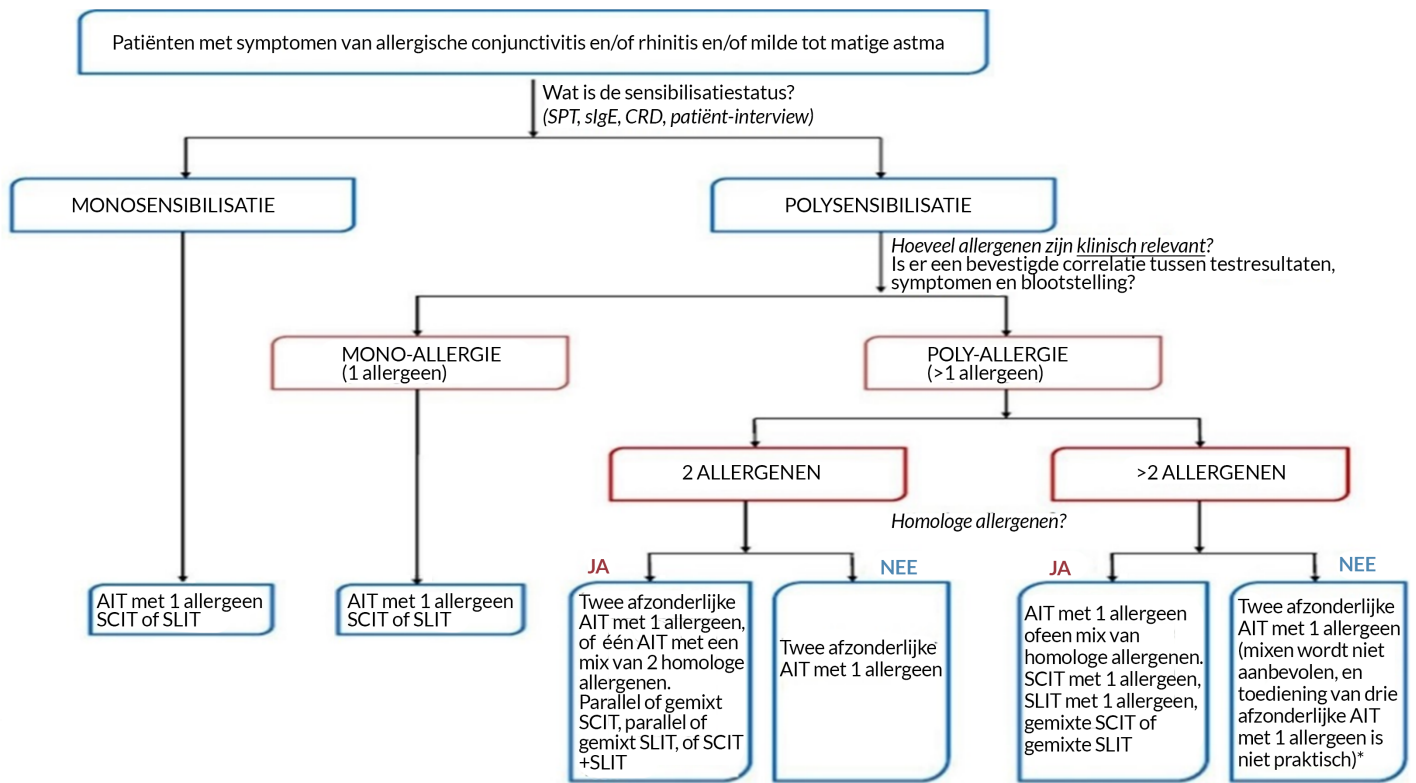 Patiënten met symptomen van allergische conjunctivitis en/of rhinitis en/of milde tot matige astma
Wat is de sensibilisatiestatus?
(SPT, sIgE, CRD, patiënt-interview)
MONOSENSIBILISATIE
POLYSENSIBILISATIE
Hoeveel allergenen zijn klinisch relevant?
Is er een bevestigde correlatie tussen testresultaten,
symptomen en blootstelling?
MONO-ALLERGIE
(1 allergeen)
POLY-ALLERGIE
(>1 allergeen)
2 ALLERGENEN
>2 ALLERGENEN
Homologe allergenen?
JA
NEE
JA
NEE
AIT met 1 allergeen
SCIT of SLIT
AIT met 1 allergeen
SCIT of SLIT
Twee afzonderlijke
AIT met 1 allergeen,
of één AIT met een
mix van 2 homologe
allergenen.
Parallel of gemixt
SCIT, parallel of
gemixt SLIT, of SCIT
+SLIT
Twee afzonderlijke
AIT met 1 allergeen
AIT met 1 allergeen
ofeen mix van
homologe allergenen.
SCIT met 1 allergeen,
SLIT met 1 allergeen,
gemixte SCIT of
gemixte SLIT
Twee afzonderlijke
AIT met 1 allergeen
(mixen wordt niet
aanbevolen, en
toediening van drie
afzonderlijke AIT
met 1 allergeen is
niet praktisch)*